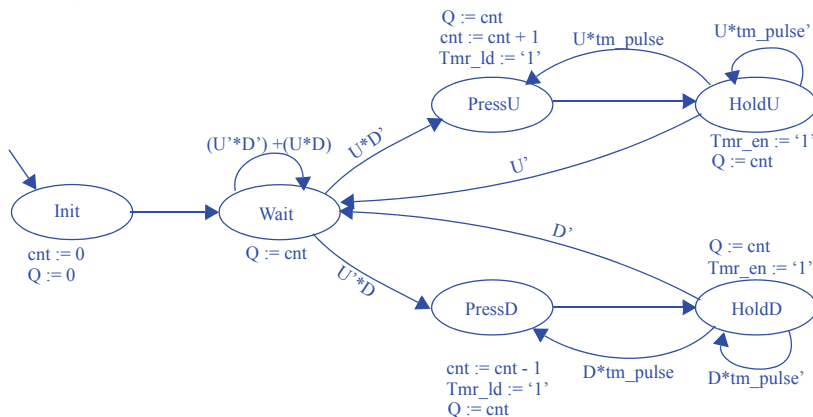 Q := cnt
cnt := cnt + 1
Tmr_ld := ‘1’
PressU
U*tm_pulse
U*tm_pulse’
HoldU
Tmr_en := ‘1’
Q := cnt
(U'*D’) +(U*D)
U*D’
U’
Init
cnt := 0
Q := 0
Wait
Q := cnt
D’
U’*D
PressD
cnt := cnt - 1
Tmr_ld := ‘1’
Q := cnt
Q := cnt
Tmr_en := ‘1’
HoldD
D*tm_pulse
D*tm_pulse’